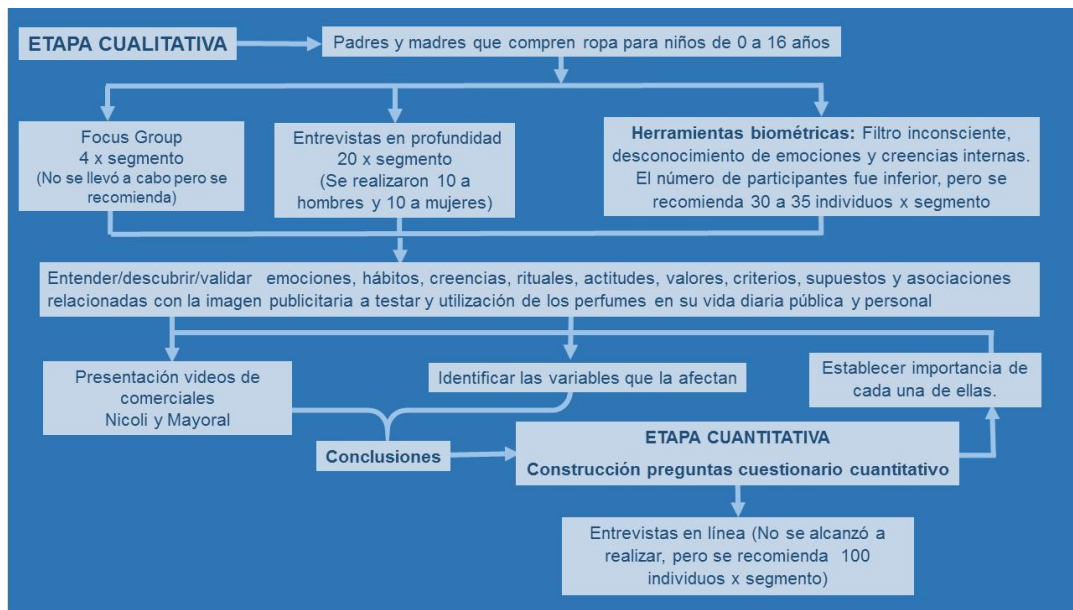 ETAPA CUALITATIVA
Padres y madres que compren ropa para niños de 0 a 16 años
Focus Group
4 x segmento
(No se llevó a cabo pero se
recomienda)
Entrevistas en profundidad
20 x segmento
(Se realizaron 10 a
hombres y 10 a mujeres)
Herramientas biométricas: Filtro inconsciente,
desconocimiento de emociones y creencias internas.
El número de participantes fue inferior, pero se
recomienda 30 a 35 individuos x segmento
Entender/descubrir/validar emociones, hábitos, creencias, rituales, actitudes, valores, criterios, supuestos y asociaciones
relacionadas con la imagen publicitaria a testar y utilización de los perfumes en su vida diaria pública y personal
Presentación videos de
comerciales
Nicoli y Mayoral
Identificar las variables que la afectan
Establecer importancia de
cada una de ellas.
Conclusiones
ETAPA CUANTITATIVA
Construcción preguntas cuestionario cuantitativo
Entrevistas en línea (No se alcanzó a
realizar, pero se recomienda 100
individuos x segmento)